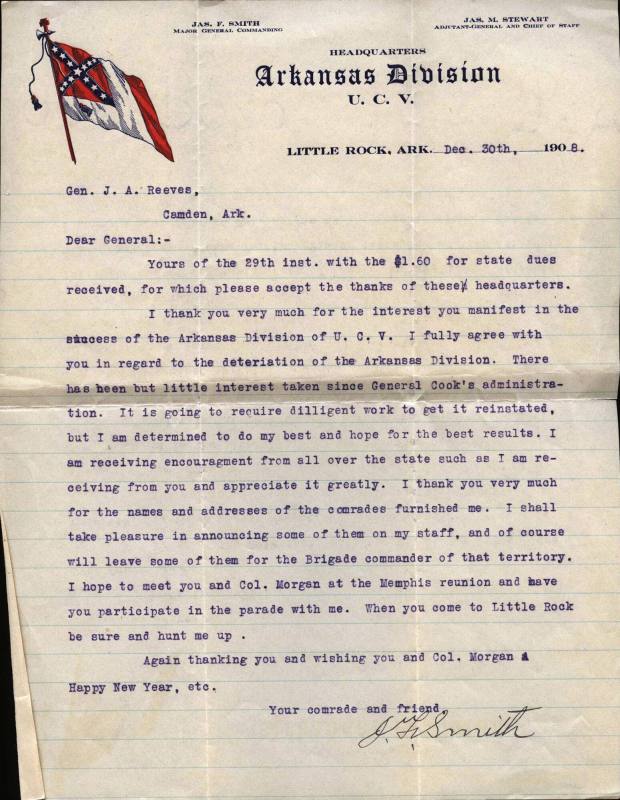 JAS. F. SMITH
MAJOR GENERAL COMMANDING
JAS. M. STEWART
ADJUTANT-GENERAL AND CHIEF OF STAFF
HEADQUARTERS
Arkansas Division
U. C. V.
LITTLE ROCK, ARK. Dec. 30th, 1908.
Gen. J. A. Reeves,
Camden, Ark.
Dear General:-
Yours of the 29th inst. with the $1.60 for state dues
received, for which please accept the thanks of these headquarters.
I thank you very much for the interest you manifest in the
success of the Arkansas Division of U. C. V. I fully agree with
you in regard to the deteriation of the Arkansas Division. There
has been but little interest taken since General Cook's administra-
tion. It is going to require dilligent work to get it reinstated,
but I am determined to do my best and hope for the best results. I
am receiving encouragment from all over the state such as I am re-
ceiving from you and appreciate it greatly. I thank you very much
for the names and addresses of the comrades furnished me. I shall
take pleasure in announcing some of them on my staff, and of course
will leave some of them for the Brigade commander of that territory.
I hope to meet you and Col. Morgan at the Memphis reunion and have
you participate in the parade with me. When you come to Little Rock
be sure and hunt me up .
Again thanking you and wishing you and Col. Morgan A
Happy New Year, etc.
Your comrade and friend,
J. F. Smith